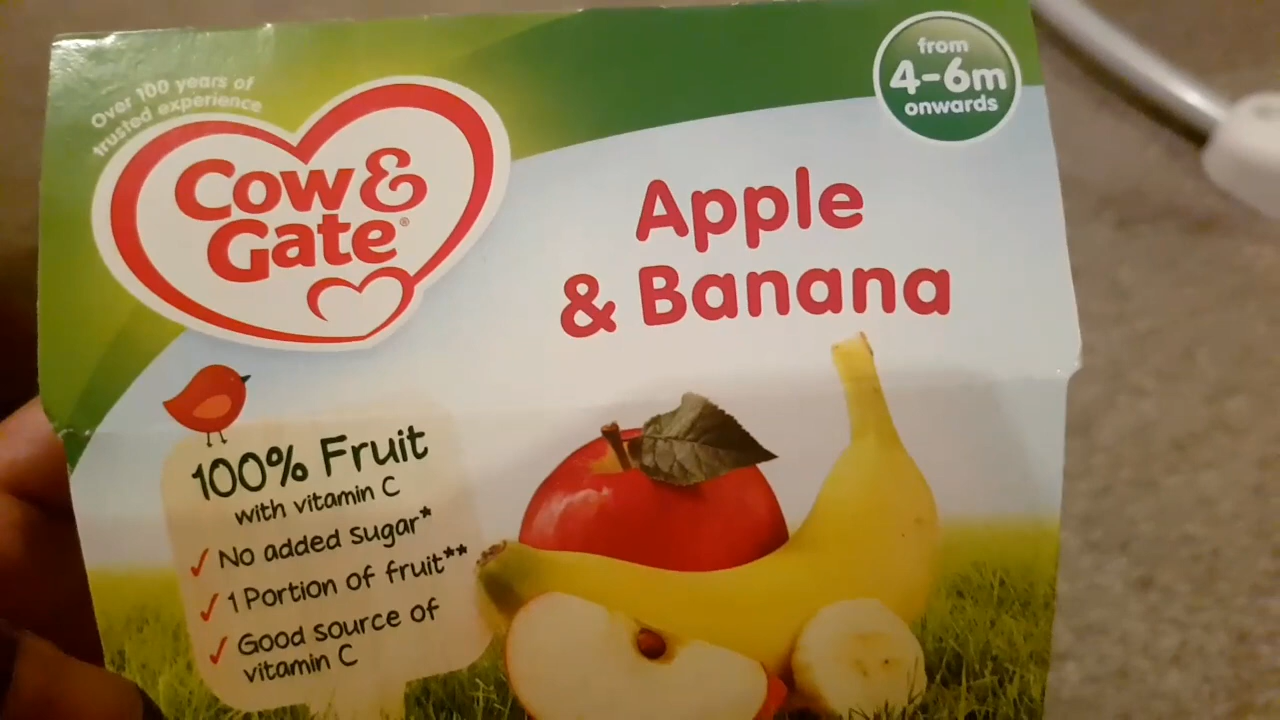 Over 100 years of
trusted experience
Cow &
Gate®
from
4-6m
onwards
Apple
& Banana
100% Fruit
with vitamin C
✓ No added sugar*
✓ 1 Portion of fruit**
✓ Good source of
vitamin C